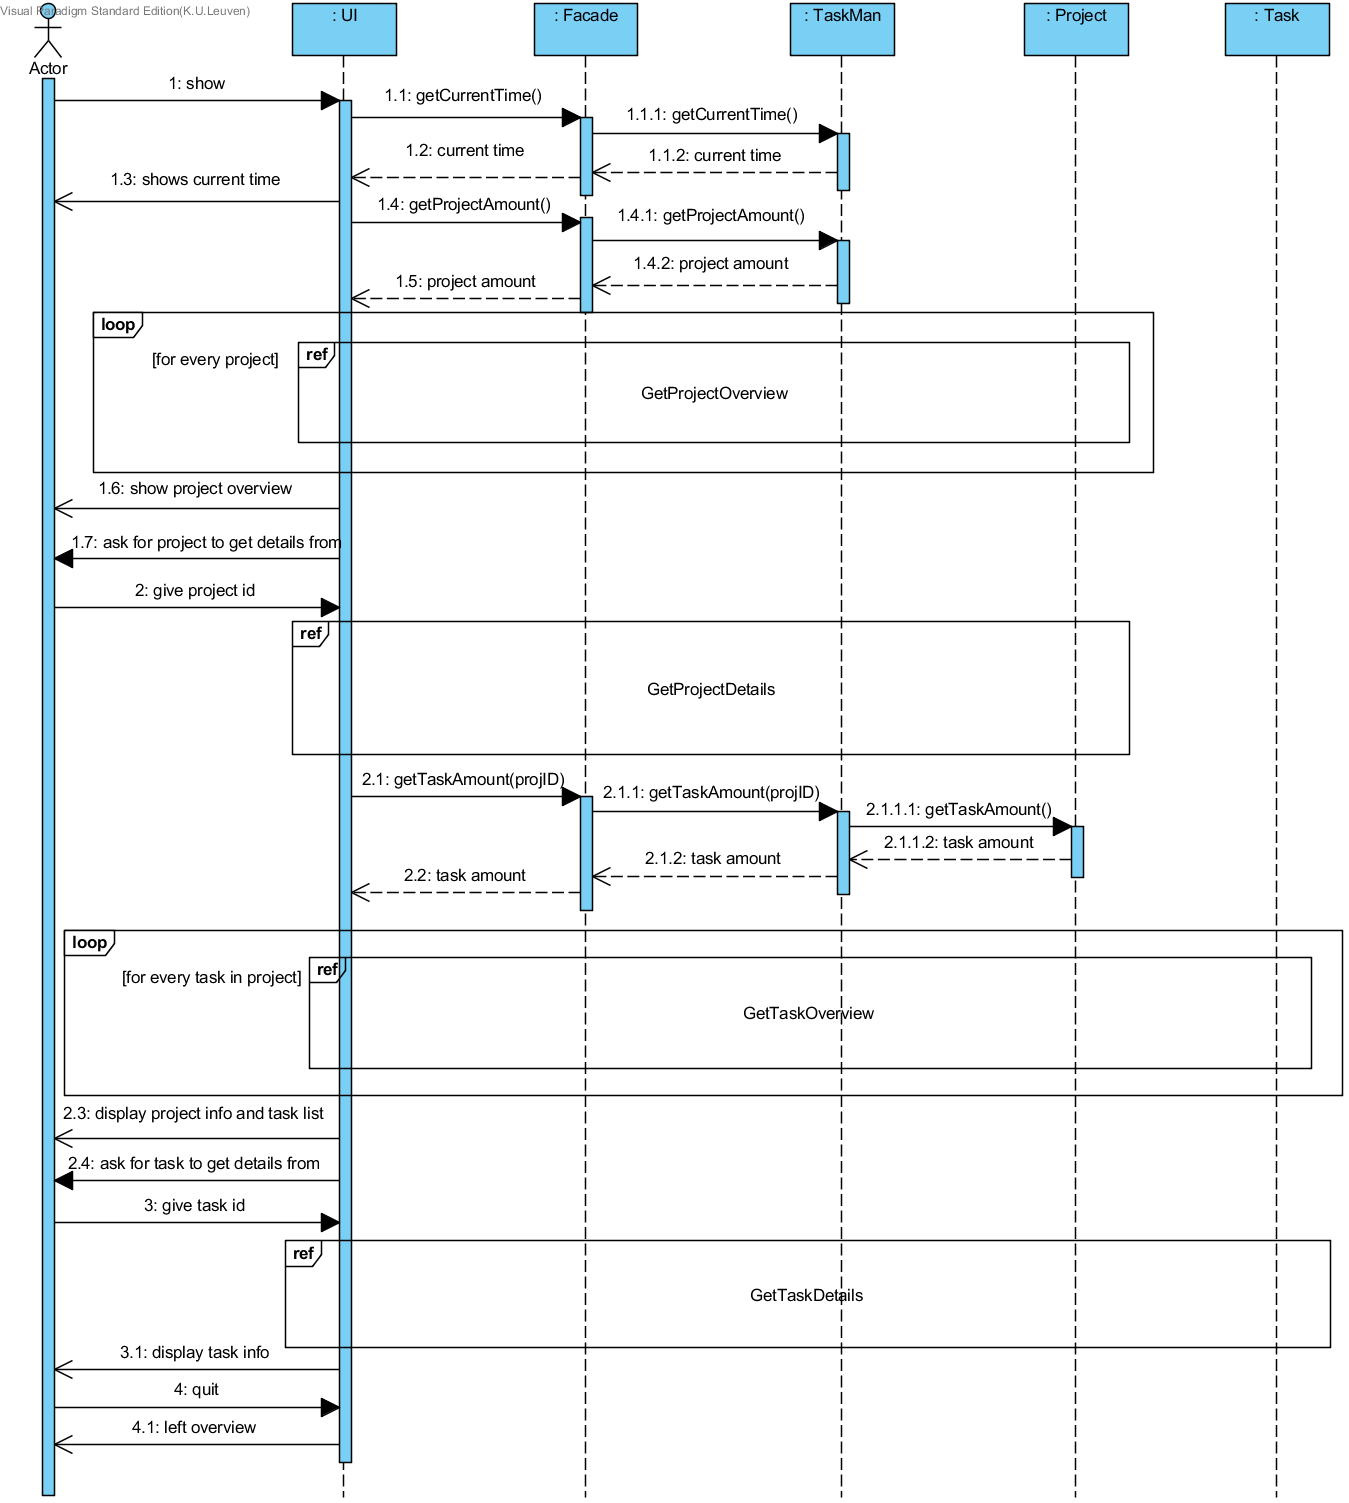 Visual Paradigm Standard Edition(K.U.Leuven)
: UI
: Facade
: TaskMan
: Project
: Task
Actor
1: show
1.1: getCurrentTime()
1.1.1: getCurrentTime()
1.2: current time
1.1.2: current time
1.3: shows current time
1.4: getProjectAmount()
1.4.1: getProjectAmount()
1.4.2: project amount
1.5: project amount
loop
[for every project]
ref
GetProjectOverview
1.6: show project overview
1.7: ask for project to get details from
2: give project id
ref
GetProjectDetails
2.1: getTaskAmount(projID)
2.1.1: getTaskAmount(projID)
2.1.1.1: getTaskAmount()
2.1.1.2: task amount
2.1.2: task amount
2.2: task amount
loop
[for every task in project]
ref
GetTaskOverview
2.3: display project info and task list
2.4: ask for task to get details from
3: give task id
ref
GetTaskDetails
3.1: display task info
4: quit
4.1: left overview